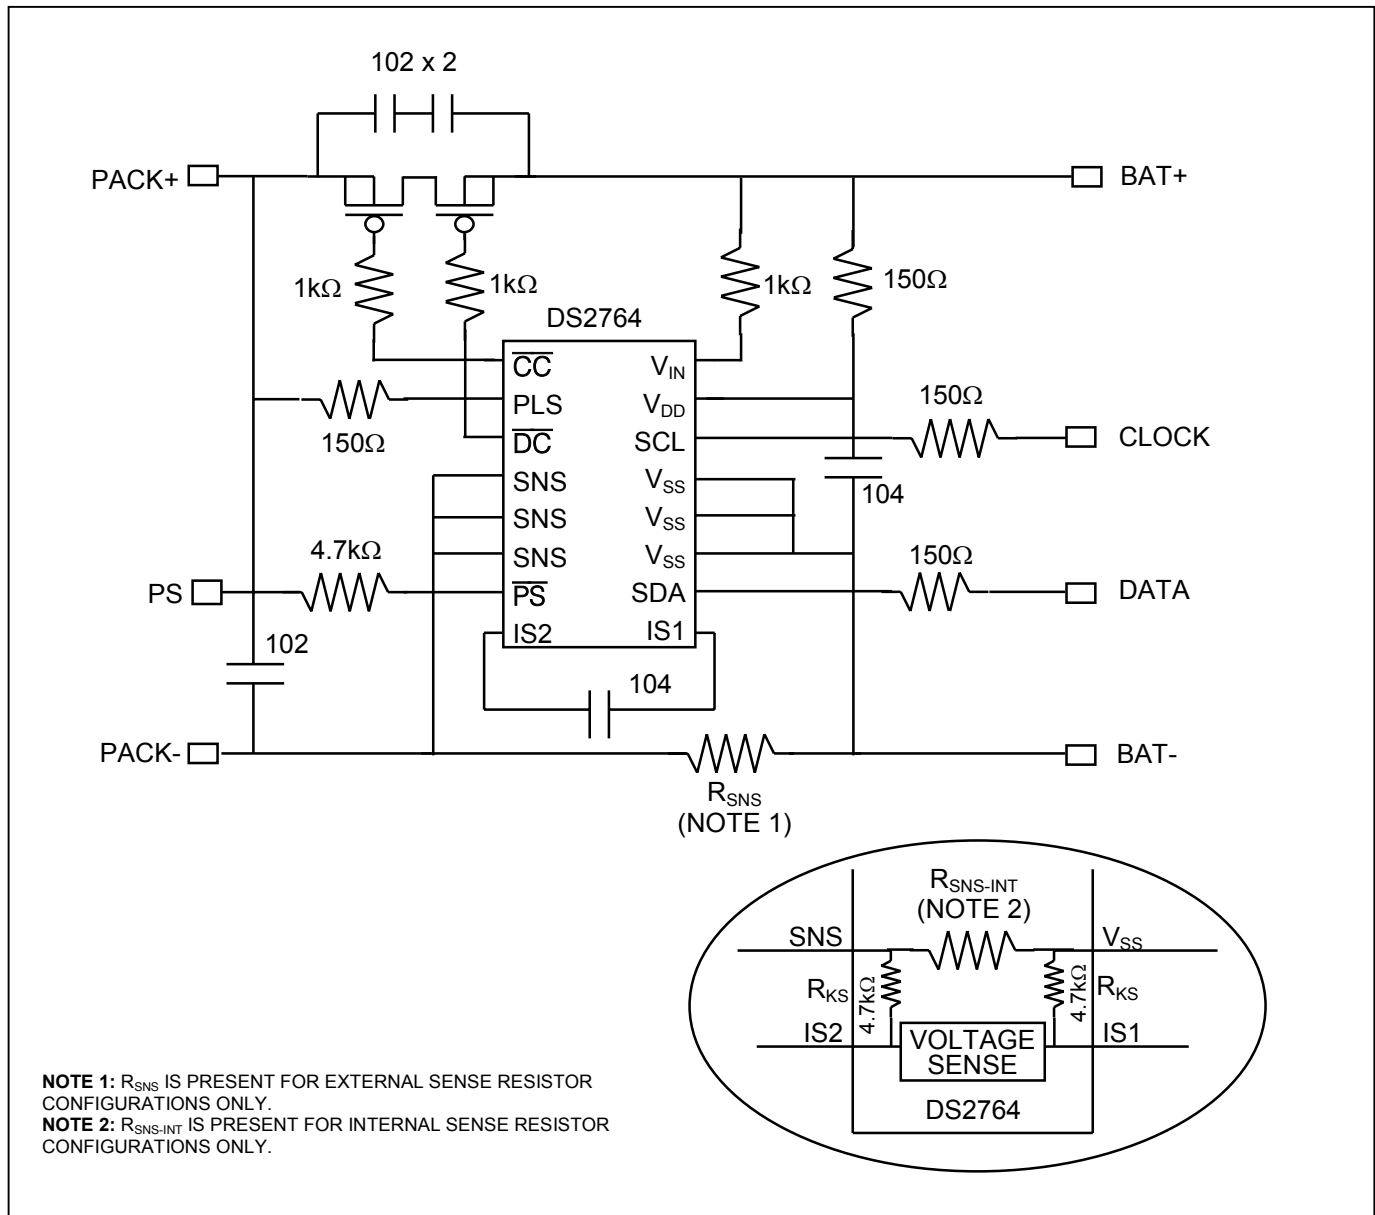 102 x 2
PACK+
BAT+
1kΩ
1kΩ
1kΩ
150Ω
DS2764
CC
VIN
PLS
VDD
150Ω
150Ω
DC
SCL
CLOCK
SNS
VSS
104
SNS
VSS
4.7kΩ
SNS
VSS
150Ω
PS
PS
SDA
DATA
IS2
IS1
102
104
PACK-
BAT-
RSNS
(NOTE 1)
RSNS-INT
(NOTE 2)
SNS
VSS
RKS
4.7kΩ
4.7kΩ
RKS
IS2
VOLTAGE
SENSE
IS1
DS2764
NOTE 1: RSNS IS PRESENT FOR EXTERNAL SENSE RESISTOR
CONFIGURATIONS ONLY.
NOTE 2: RSNS-INT IS PRESENT FOR INTERNAL SENSE RESISTOR
CONFIGURATIONS ONLY.